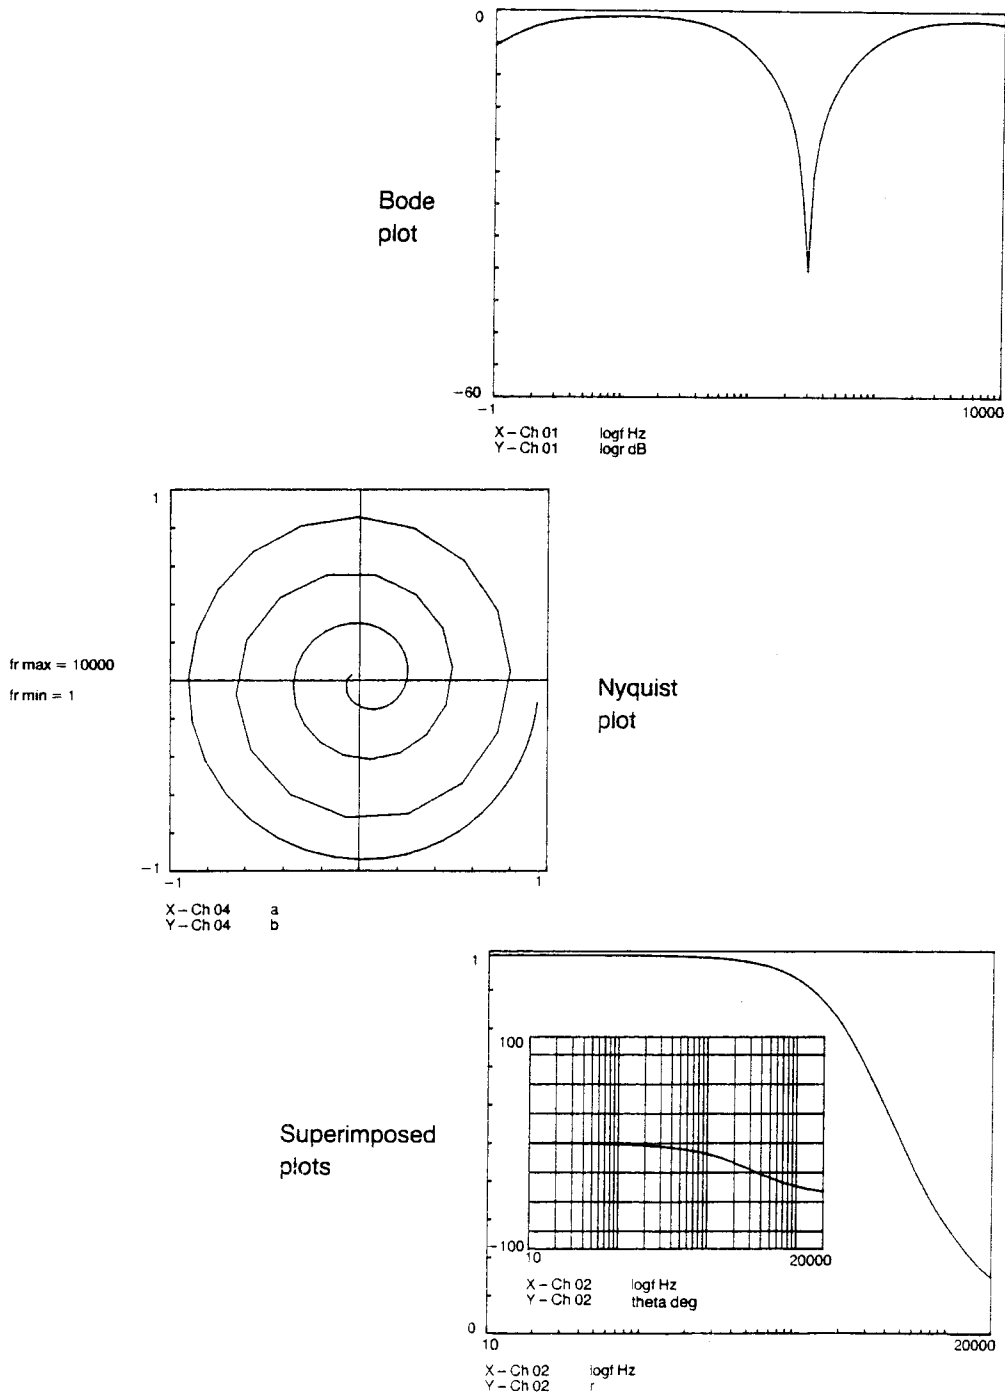 0
Bode
plot
−60
−1
10000
X – Ch 01 logf Hz
Y – Ch 01 logr dB
1
fr max = 10000
fr min = 1
Nyquist
plot
−1
−1
1
X – Ch 04 a
Y – Ch 04 b
1
100
Superimposed
plots
−100
10
20000
X – Ch 02 logf Hz
Y – Ch 02 theta deg
0
10
20000
X – Ch 02 logf Hz
Y – Ch 02 r